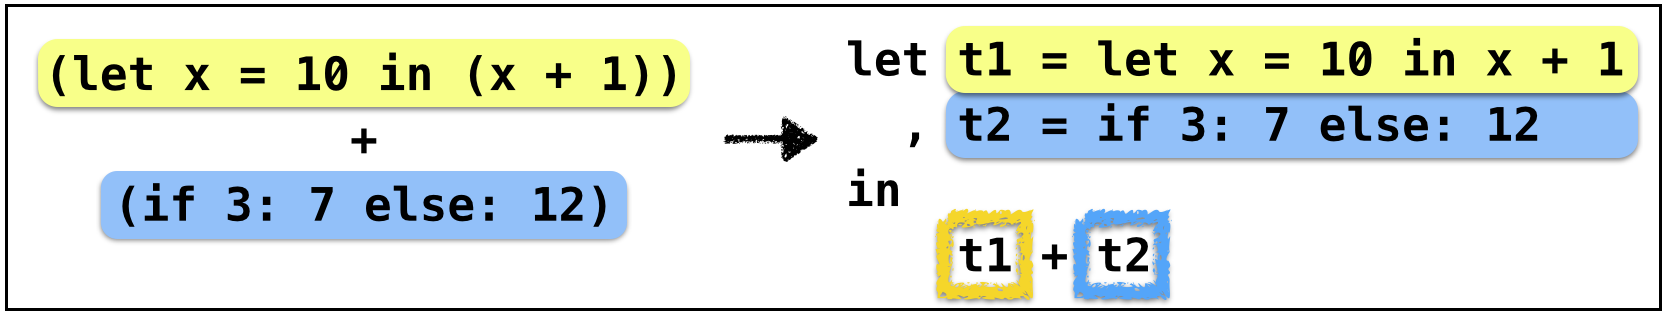 (let x = 10 in (x + 1))
+
(if 3: 7 else: 12)
let t1 = let x = 10 in x + 1
, t2 = if 3: 7 else: 12
in
t1 + t2